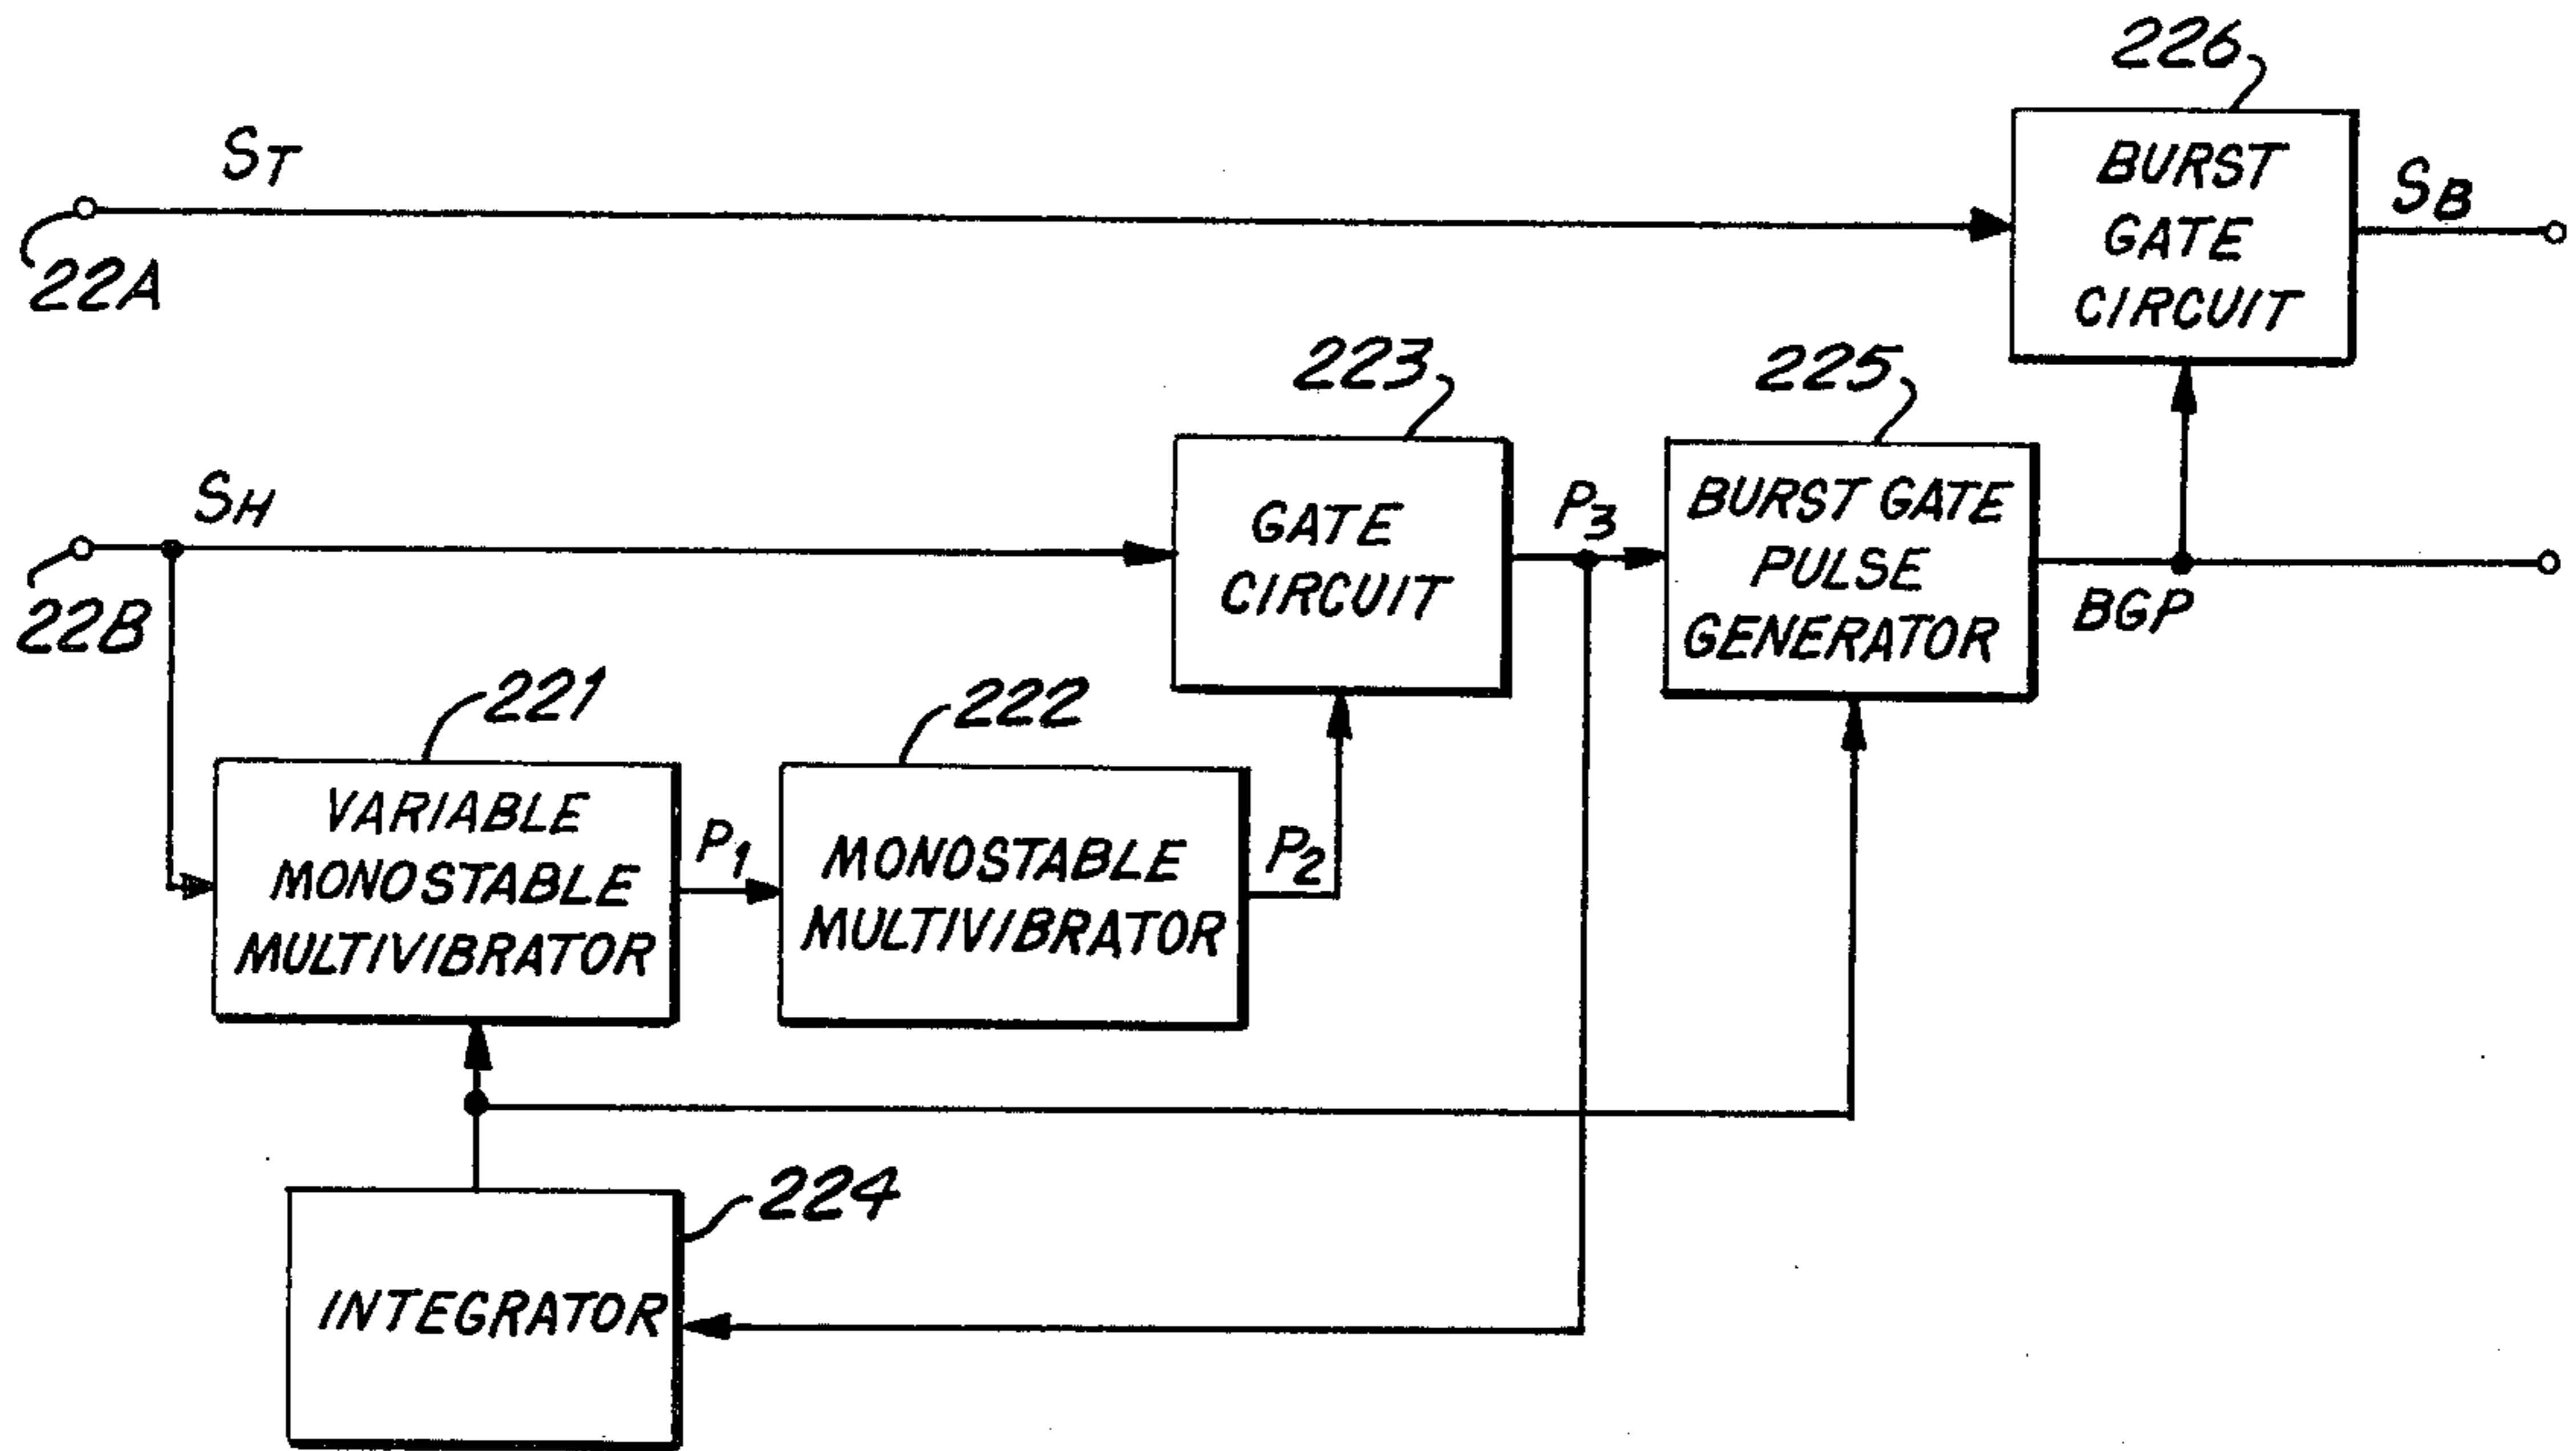 226
ST
BURST
GATE
CIRCUIT
SB
22A
223
225
SH
GATE
CIRCUIT
P3
BURST GATE
PULSE
GENERATOR
BGP
22B
221
222
VARIABLE
MONOSTABLE
MULTIVIBRATOR
P1
MONOSTABLE
MULTIVIBRATOR
P2
224
INTEGRATOR